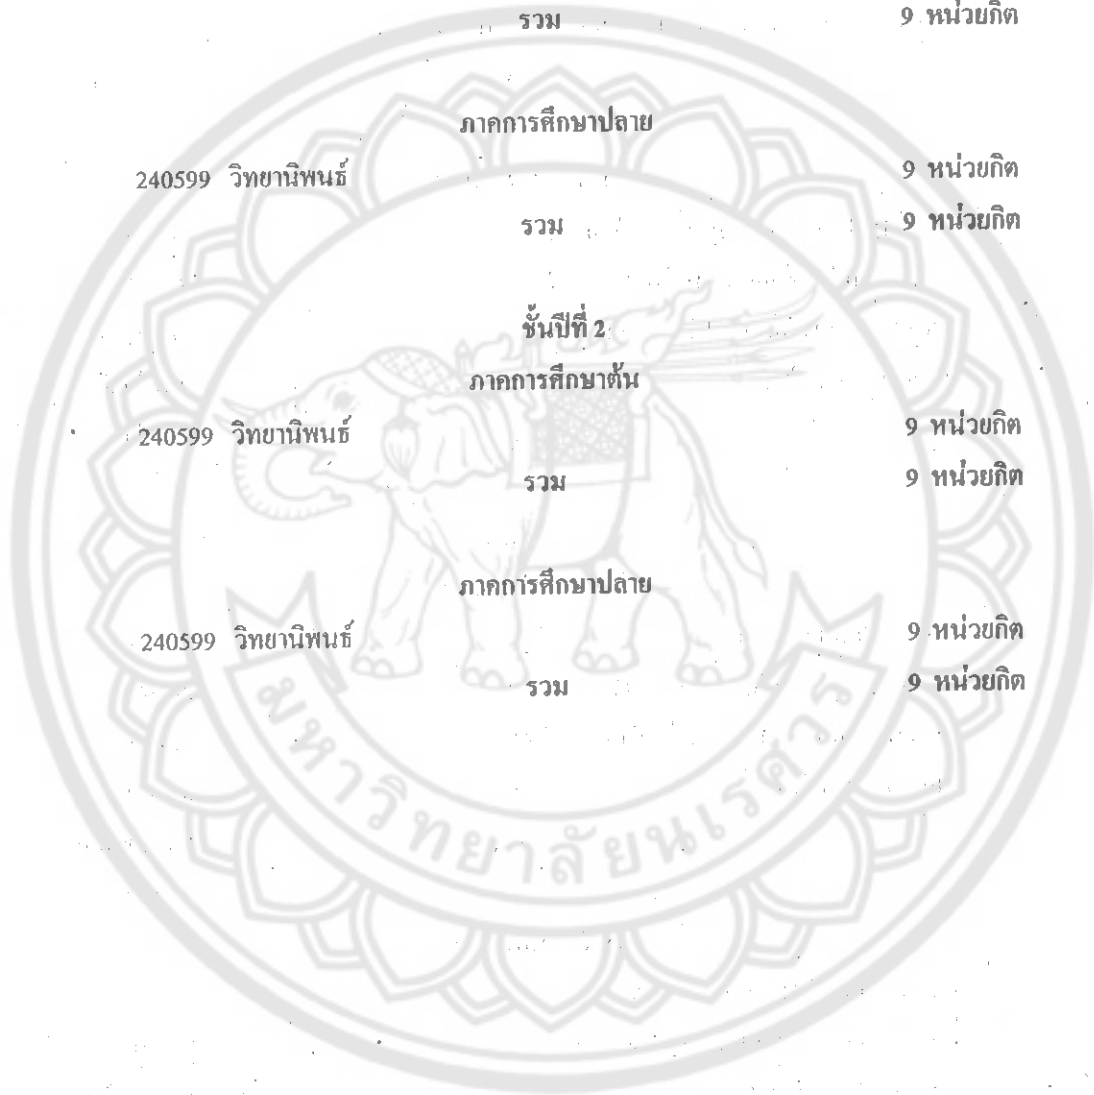 รวม 9 หน่วยกิต
ภาคการศึกษาปลาย
240599 วิทยานิพนธ์ 9 หน่วยกิต
รวม 9 หน่วยกิต
ชั้นปีที่ 2
ภาคการศึกษาต้น
240599 วิทยานิพนธ์ 9 หน่วยกิต
รวม 9 หน่วยกิต
ภาคการศึกษาปลาย
240599 วิทยานิพนธ์ 9 หน่วยกิต
รวม 9 หน่วยกิต
มหาวิทยาลัยนเรศวร